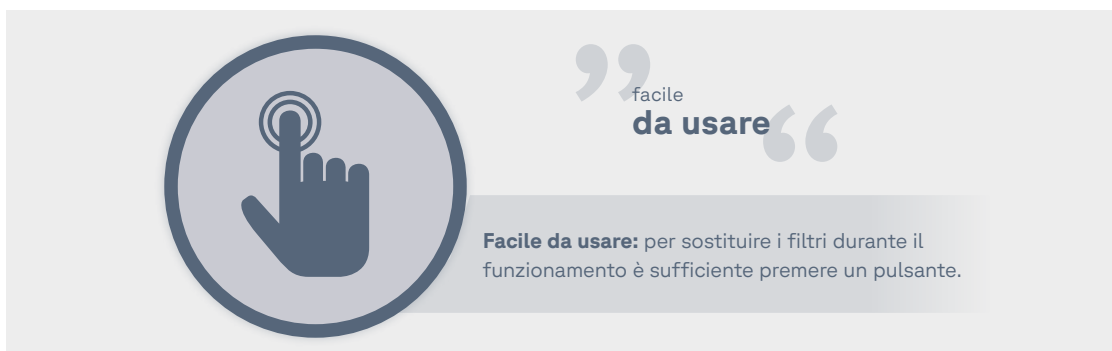 facile
da usare
Facile da usare: per sostituire i filtri durante il
funzionamento è sufficiente premere un pulsante.